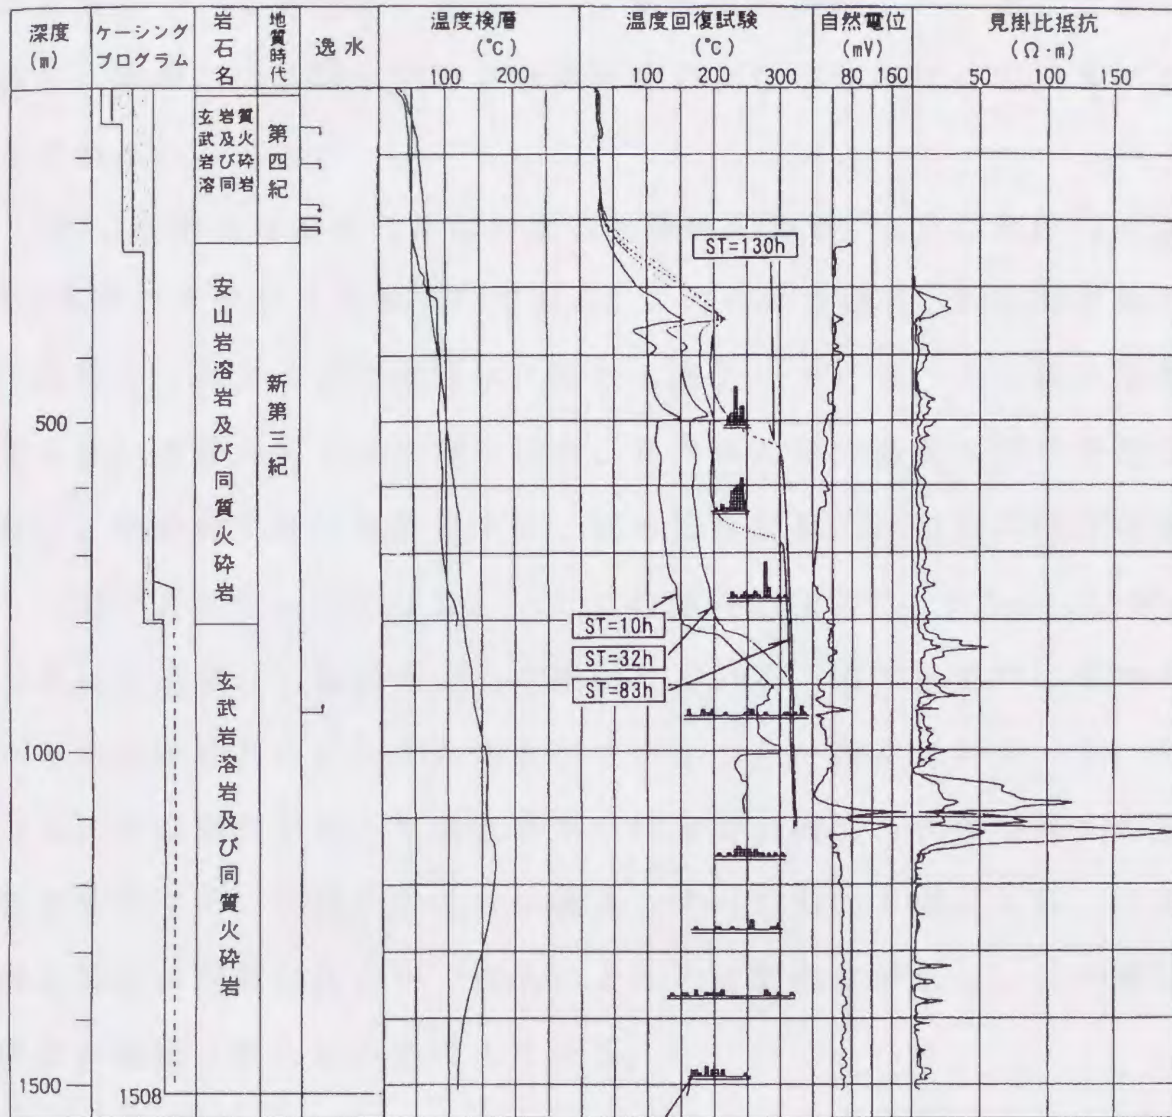 深度
(m)
ケーシング
プログラム
岩石名
地質時代
逸水
温度検層
(℃)
100 200
温度回復試験
(℃)
100 200 300
自然電位
(mV)
80 160
見掛比抵抗
(Ω·m)
50 100 150
玄武岩溶岩及び同質火砕岩
第四紀
ST=130h
安山岩溶岩及び同質火砕岩
新第三紀
500
ST=10h
ST=32h
ST=83h
玄武岩溶岩及び同質火砕岩
1000
1500
1508